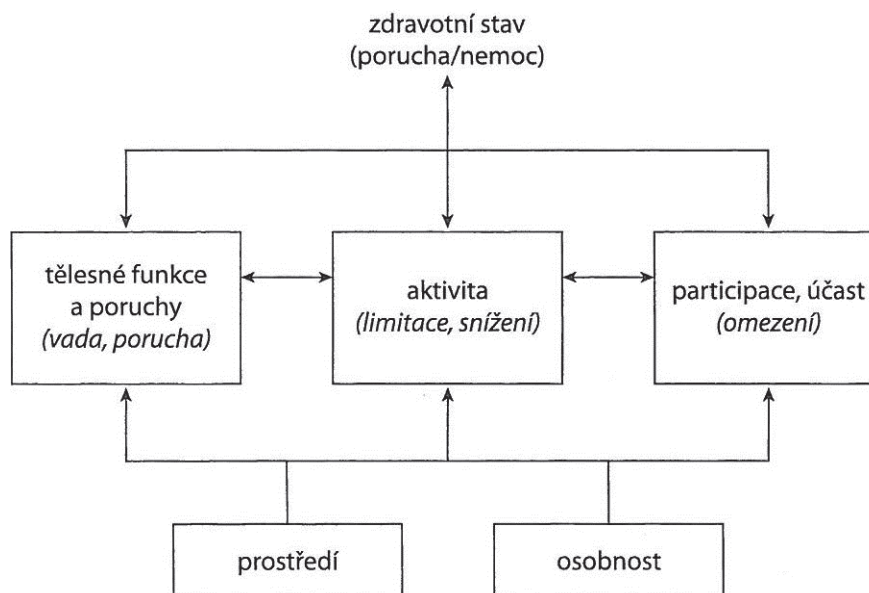 zdravotní stav
(porucha/nemoc)
tělesné funkce
a poruchy
(vada, porucha)
aktivita
(limitace, snížení)
participace, účast
(omezení)
prostředí
osobnost